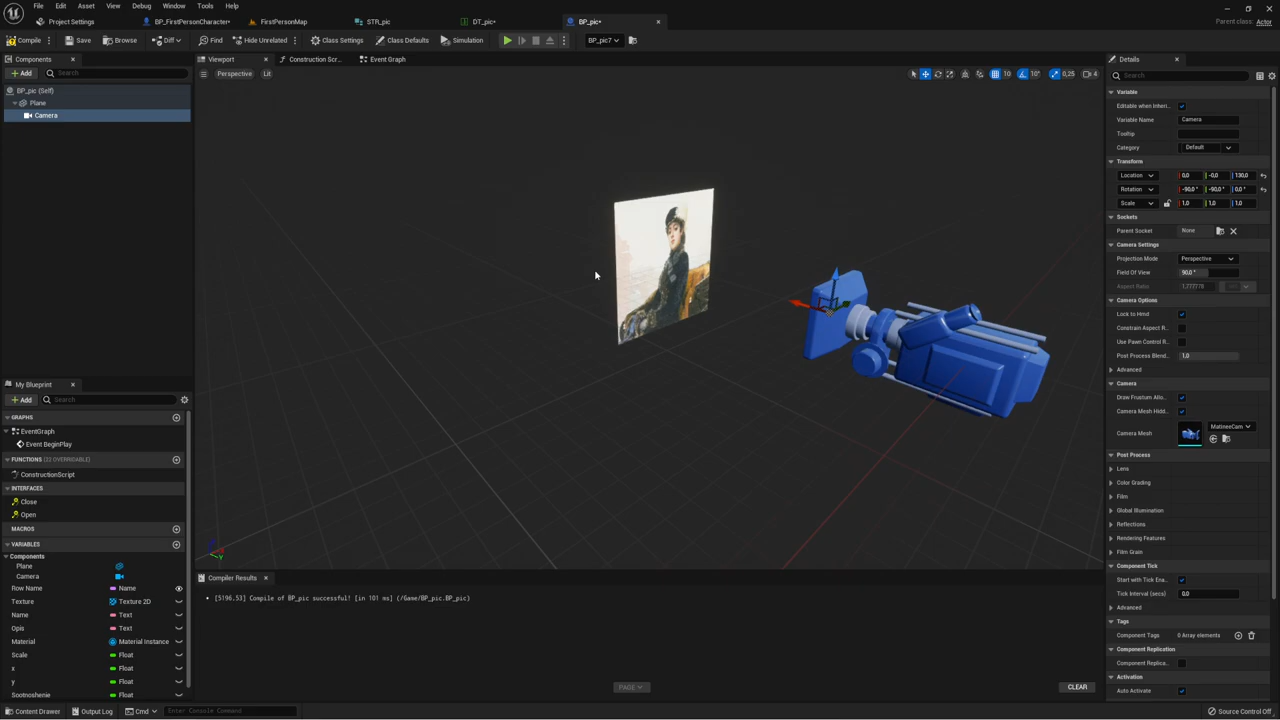 File Edit Asset View Debug Window Tools Help
Project Settings BP_FirstPersonCharacter* FirstPersonMap STR_pic DT_pic* BP_pic* Parent class: Actor
Compile Save Browse Diff Find Hide Unrelated Class Settings Class Defaults Simulation BP_pic7
Components
Add Search
BP_pic (Self)
Plane
Camera
Viewport Construction Scr... Event Graph
Perspective Lit 10 10° 0,25 4
My Blueprint
Add Search
GRAPHS
EventGraph
Event BeginPlay
FUNCTIONS (22 OVERRIDABLE)
ConstructionScript
INTERFACES
Close
Open
MACROS
VARIABLES
Components
Plane
Camera
Row Name Name
Texture Texture 2D
Name Text
Opis Text
Material Material Instance
Scale Float
x Float
y Float
Sootnoshenie Float
Compiler Results
[5196,53] Compile of BP_pic successful! [in 101 ms] (/Game/BP_pic.BP_pic)
PAGE CLEAR
Details
Search
Variable
Editable when Inheri...
Variable Name Camera
Tooltip
Category Default
Transform
Location 0,0 -0,0 130,0
Rotation -90,0 ° -90,0 ° 0,0 °
Scale 1,0 1,0 1,0
Sockets
Parent Socket None
Camera Settings
Projection Mode Perspective
Field Of View 90,0 °
Aspect Ratio 1,777778
Camera Options
Lock to Hmd
Constrain Aspect R...
Use Pawn Control R...
Post Process Blend... 1,0
Advanced
Camera
Draw Frustum Allo...
Camera Mesh Hidd...
Camera Mesh MatineeCam
Post Process
Lens
Color Grading
Film
Global Illumination
Reflections
Rendering Features
Film Grain
Component Tick
Start with Tick Ena...
Tick Interval (secs) 0,0
Advanced
Tags
Component Tags 0 Array elements
Component Replication
Component Replica...
Activation
Auto Activate
Content Drawer Output Log Cmd Enter Console Command Source Control Off